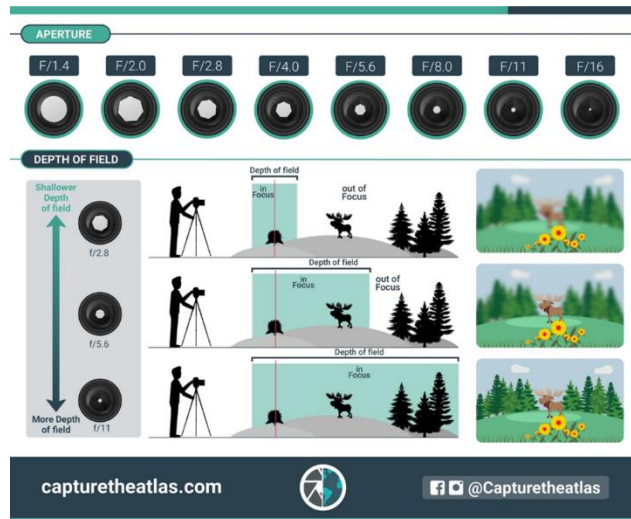 APERTURE
F/1.4 F/2.0 F/2.8 F/4.0 F/5.6 F/8.0 F/11 F/16
DEPTH OF FIELD
Shallower
Depth
of field
f/2.8
f/5.6
More Depth
of field
f/11
Depth of field
in
Focus
out of
Focus
Depth of field
in
Focus
out of
Focus
Depth of field
in
Focus
capturetheatlas.com
@Capturetheatlas